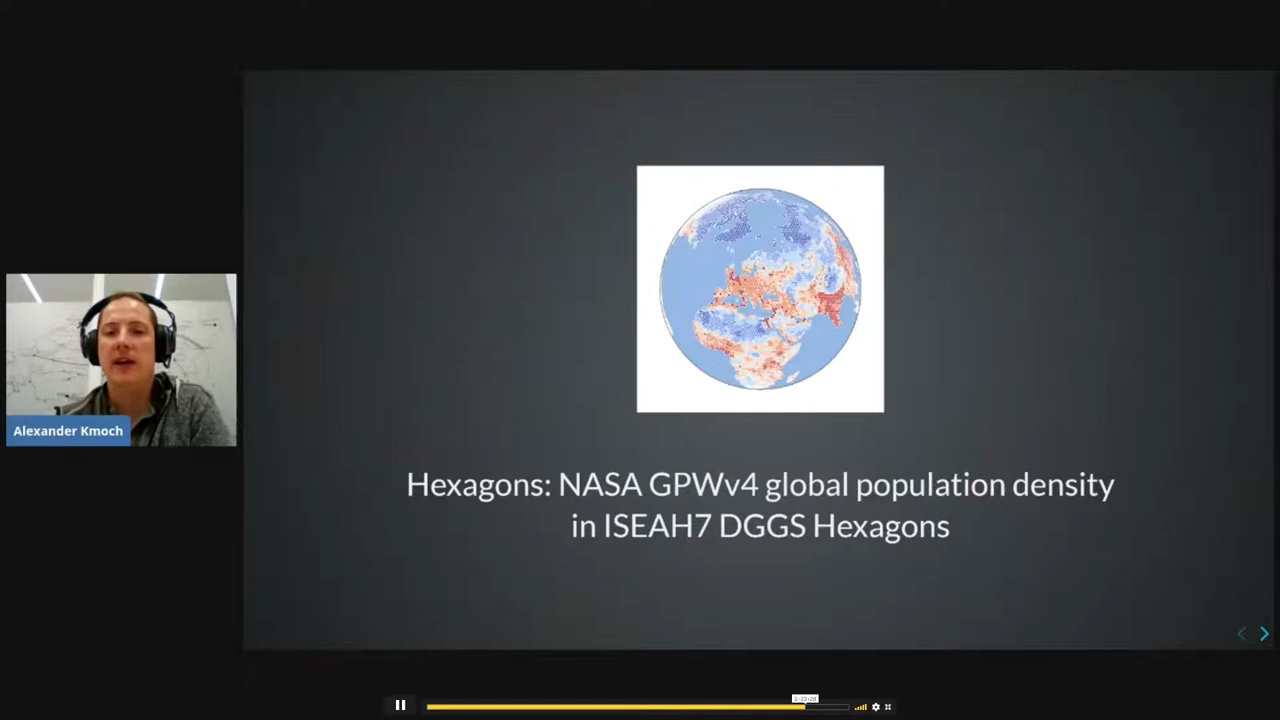 Alexander Kmoch
Hexagons: NASA GPWv4 global population density
in ISEAH7 DGGS Hexagons